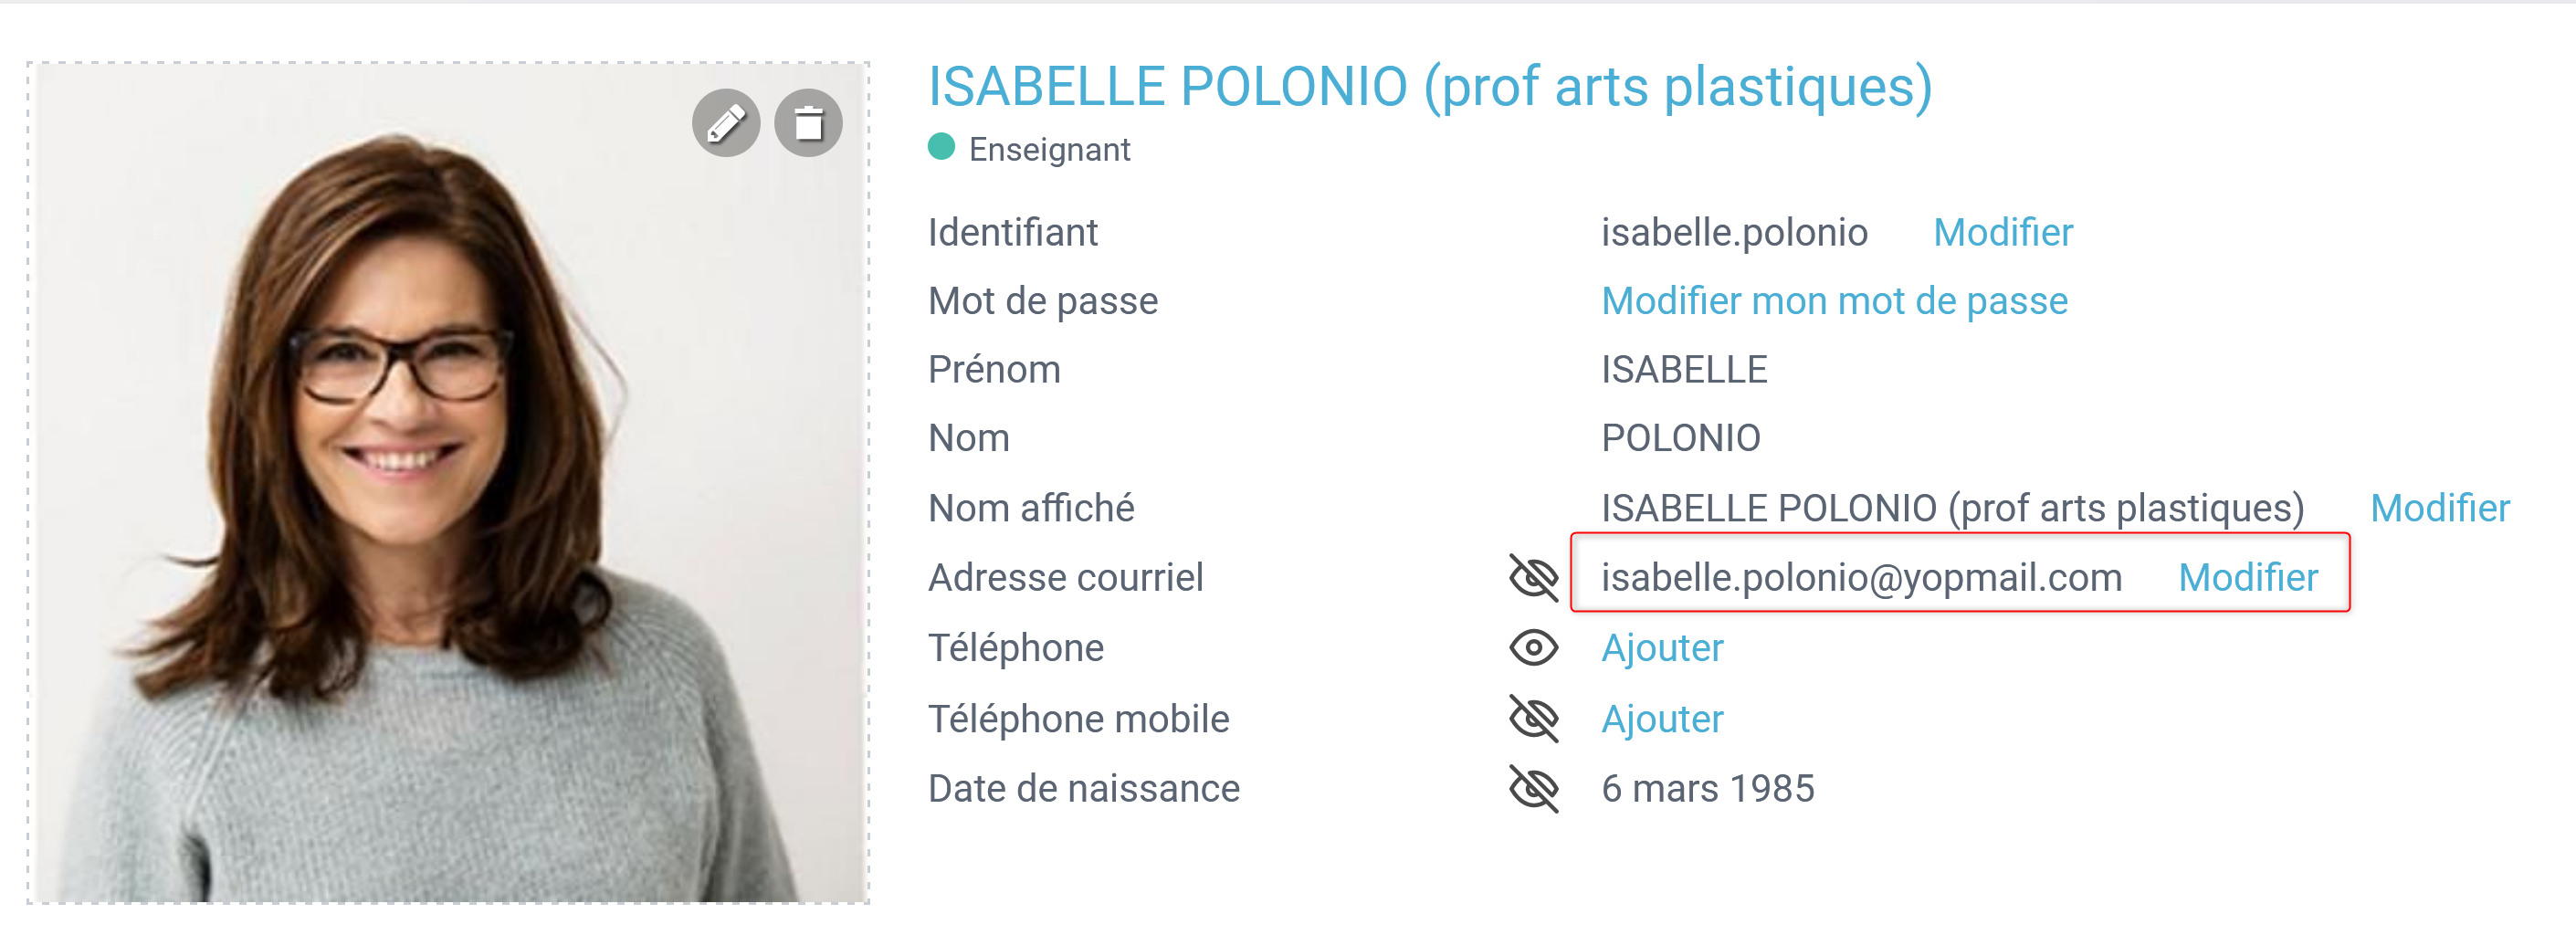 ISABELLE POLONIO (prof arts plastiques)
Enseignant
Identifiant isabelle.polonio Modifier
Mot de passe Modifier mon mot de passe
Prénom ISABELLE
Nom POLONIO
Nom affiché ISABELLE POLONIO (prof arts plastiques) Modifier
Adresse courriel isabelle.polonio@yopmail.com Modifier
Téléphone Ajouter
Téléphone mobile Ajouter
Date de naissance 6 mars 1985